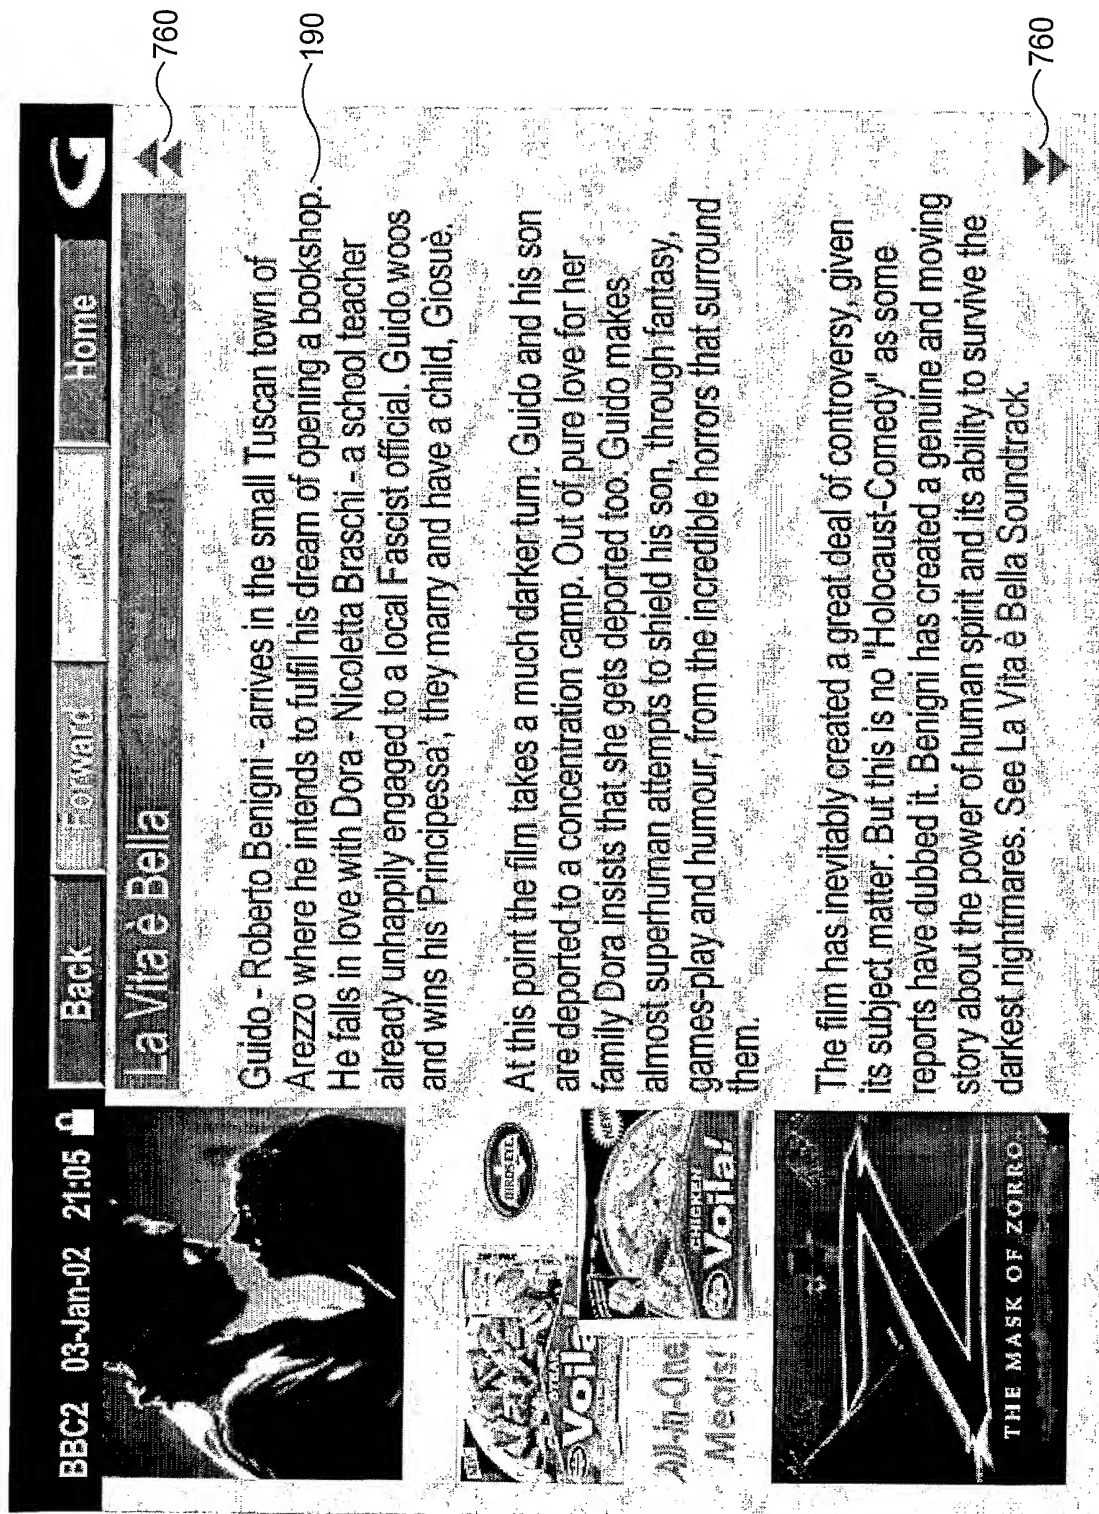 BBC2 03-Jan-02 21:05
Back
Forward
Home
La Vita è Bella
760
Guido - Roberto Benigni - arrives in the small Tuscan town of
Arezzo where he intends to fulfil his dream of opening a bookshop.
190
He falls in love with Dora - Nicoletta Braschi - a school teacher
already unhappily engaged to a local Fascist official. Guido woos
and wins his 'Principessa', they marry and have a child, Giosuè.
At this point the film takes a much darker turn. Guido and his son
are deported to a concentration camp. Out of pure love for her
family Dora insists that she gets deported too. Guido makes
almost superhuman attempts to shield his son, through fantasy,
games-play and humour, from the incredible horrors that surround
them.
The film has inevitably created a great deal of controversy, given
its subject matter. But this is no "Holocaust-Comedy" as some
reports have dubbed it. Benigni has created a genuine and moving
story about the power of human spirit and its ability to survive the
darkest nightmares. See La Vita è Bella Soundtrack.
760
BIRDS EYE
Voila!
All-in-One
Meals!
NEW
CHICKEN
Voila!
THE MASK OF ZORRO